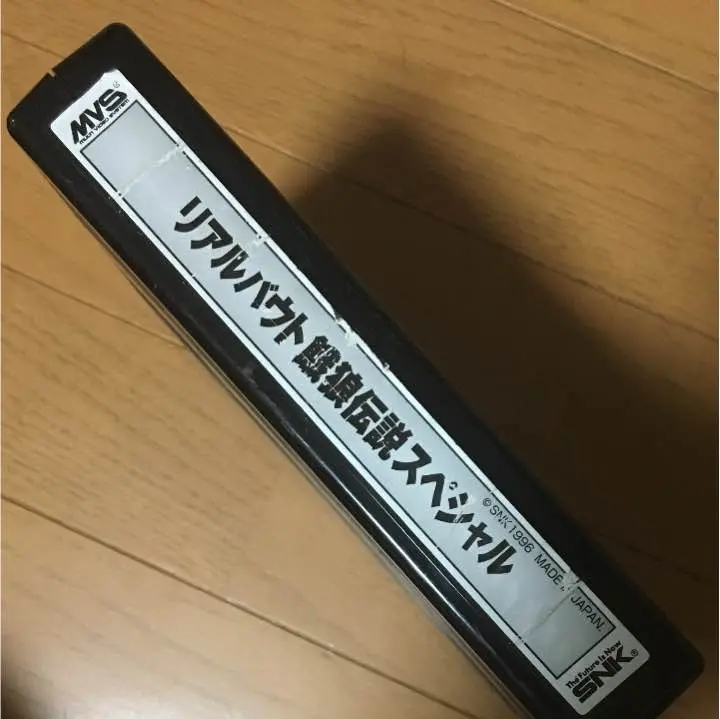 MVS
MULTI VIDEO SYSTEM
リアルバウト餓狼伝説スペシャル
©SNK 1996 MADE IN JAPAN.
The Future Is Now
SNK®